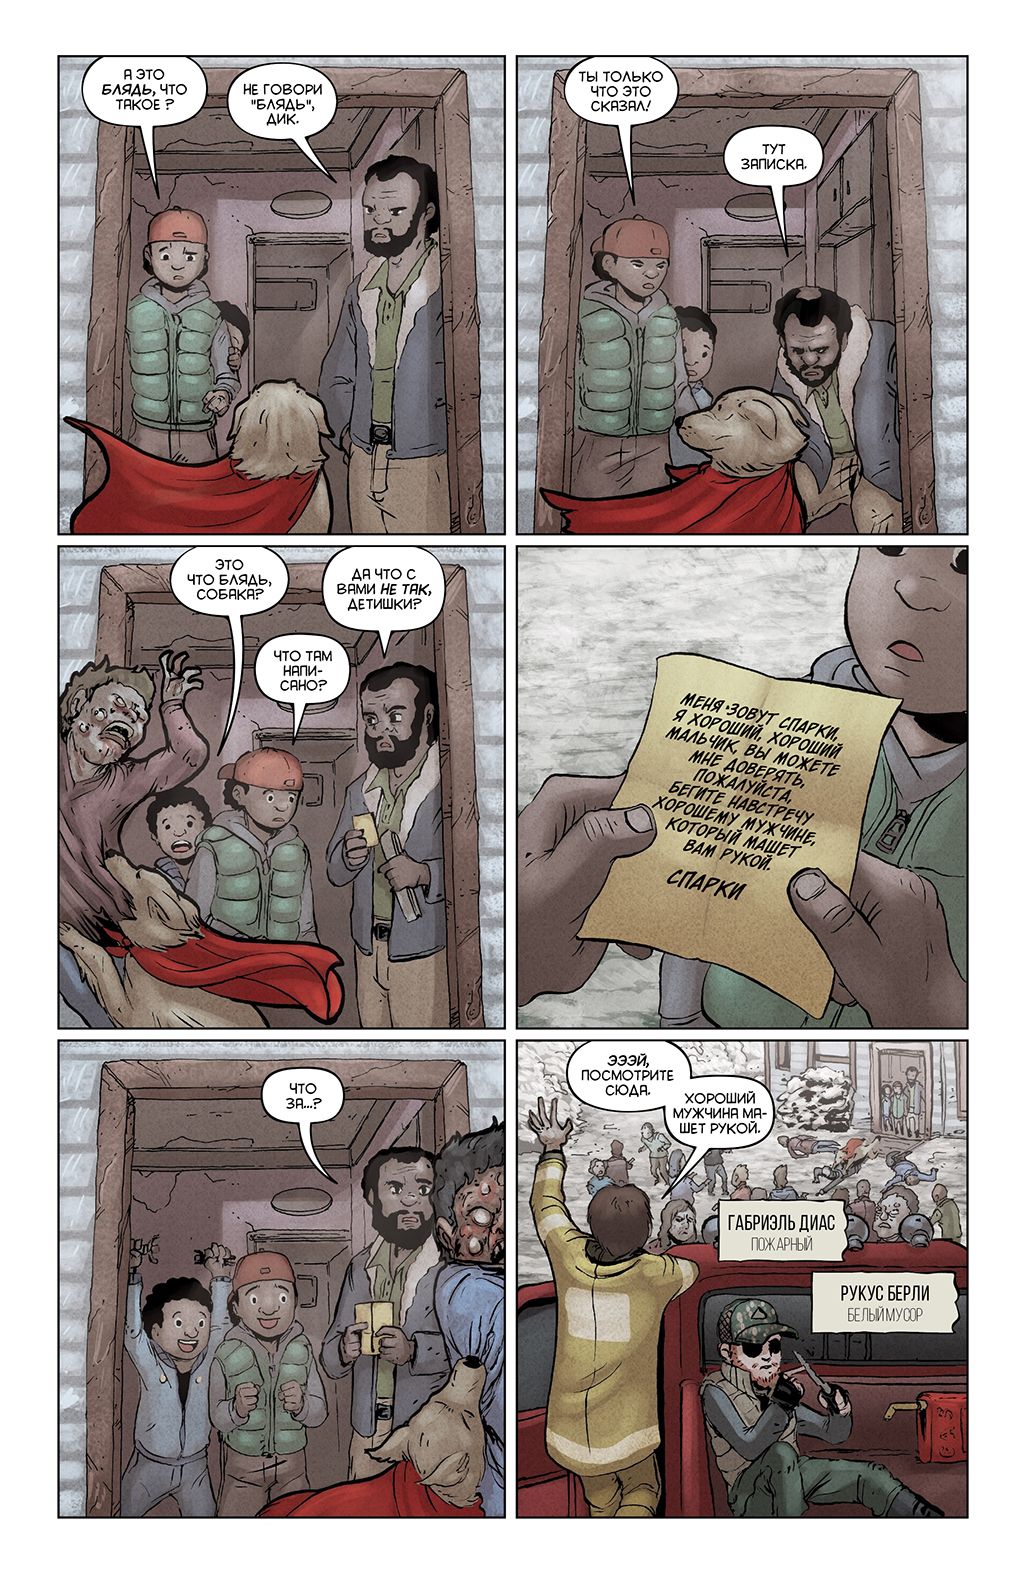 А ЭТО
БЛЯДЬ, ЧТО
ТАКОЕ ?
НЕ ГОВОРИ
"БЛЯДЬ",
ДИК.
ТЫ ТОЛЬКО
ЧТО ЭТО
СКАЗАЛ!
ТУТ
ЗАПИСКА.
ЭТО
ЧТО БЛЯДЬ,
СОБАКА?
ЧТО ТАМ
НАПИ-
САНО?
ДА ЧТО С
ВАМИ НЕ ТАК,
ДЕТИШКИ?
МЕНЯ ЗОВУТ СПАРКИ.
Я ХОРОШИЙ, ХОРОШИЙ
МАЛЬЧИК, ВЫ МОЖЕТЕ
МНЕ ДОВЕРЯТЬ,
ПОЖАЛУЙСТА,
БЕГИТЕ НАВСТРЕЧУ
ХОРОШЕМУ МУЖЧИНЕ,
КОТОРЫЙ МАШЕТ
ВАМ РУКОЙ.
СПАРКИ
ЧТО
ЗА...?
ЭЭЭЙ,
ПОСМОТРИТЕ
СЮДА.
ХОРОШИЙ
МУЖЧИНА МА-
ШЕТ РУКОЙ.
ГАБРИЭЛЬ ДИАС
ПОЖАРНЫЙ
РУКУС БЕРЛИ
БЕЛЫЙ МУСОР